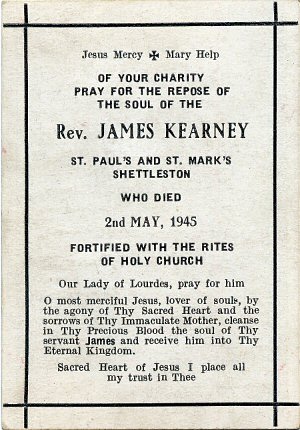 Jesus Mercy ✠ Mary Help
OF YOUR CHARITY
PRAY FOR THE REPOSE OF
THE SOUL OF THE
Rev. JAMES KEARNEY
ST. PAUL'S AND ST. MARK'S
SHETTLESTON
WHO DIED
2nd MAY, 1945
FORTIFIED WITH THE RITES
OF HOLY CHURCH
Our Lady of Lourdes, pray for him
O most merciful Jesus, lover of souls, by
the agony of Thy Sacred Heart and the
sorrows of Thy Immaculate Mother, cleanse
in Thy Precious Blood the soul of Thy
servant James and receive him into Thy
Eternal Kingdom.
Sacred Heart of Jesus I place all
my trust in Thee